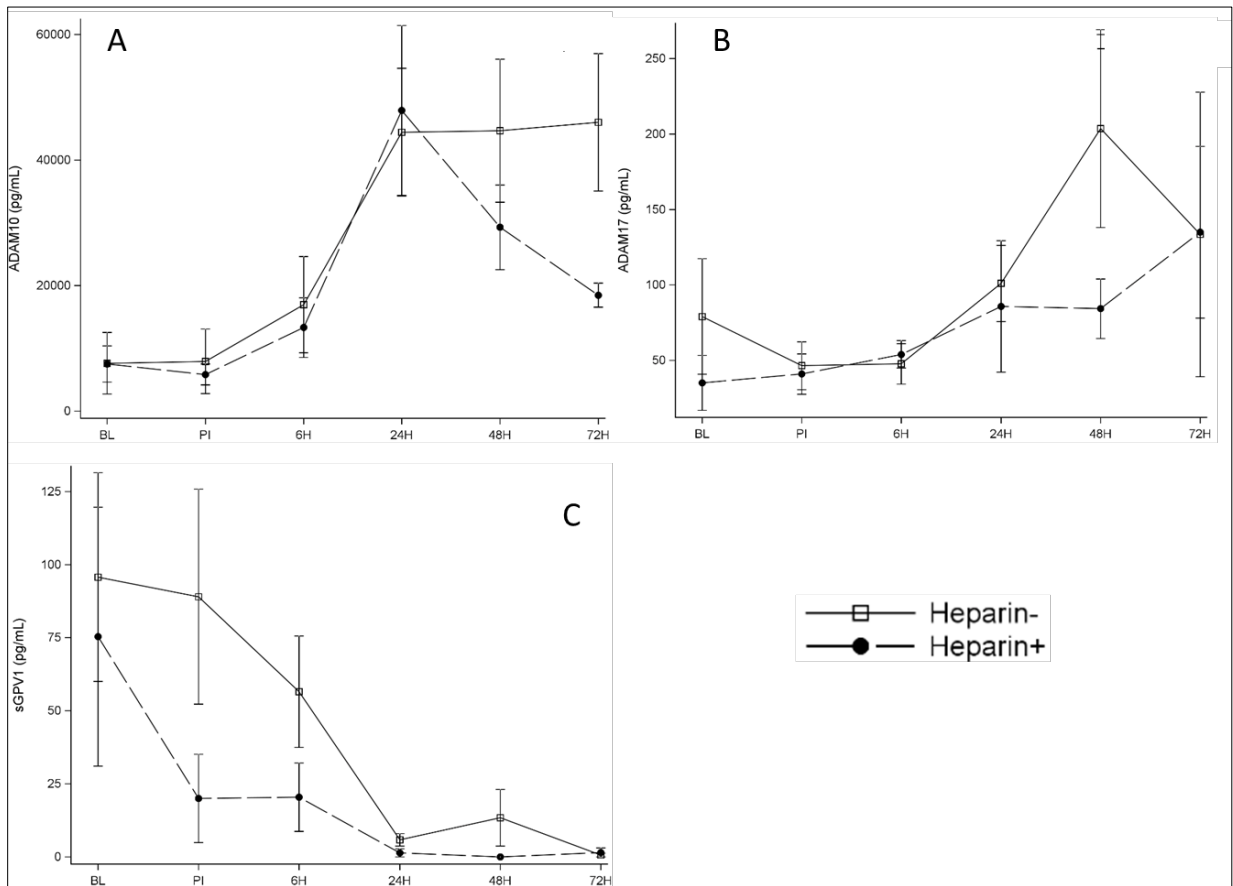 A
ADAM10 (pg/mL)
60000
40000
20000
0
BL PI 6H 24H 48H 72H
B
ADAM17 (pg/mL)
250
200
150
100
50
BL PI 6H 24H 48H 72H
C
sGPV1 (pg/mL)
125
100
75
50
25
0
BL PI 6H 24H 48H 72H
Heparin-
Heparin+